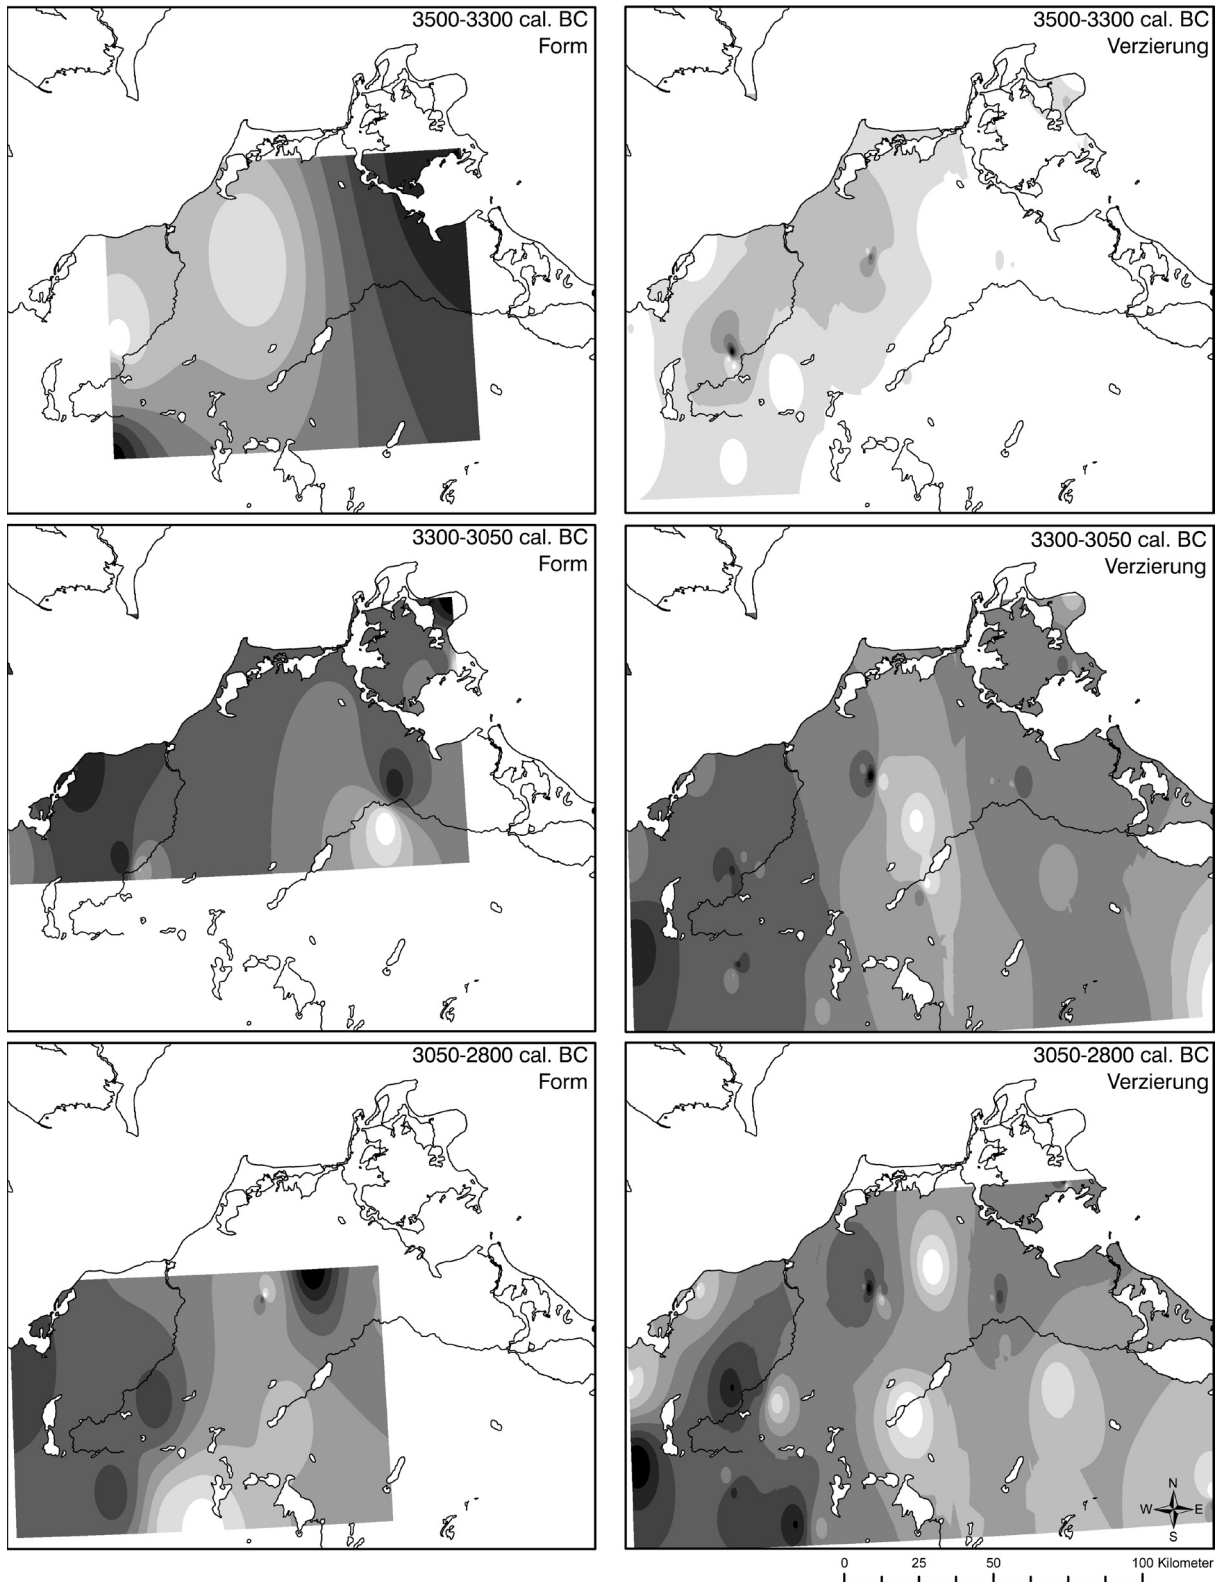 3500-3300 cal. BC
Form
3500-3300 cal. BC
Verzierung
3300-3050 cal. BC
Form
3300-3050 cal. BC
Verzierung
3050-2800 cal. BC
Form
3050-2800 cal. BC
Verzierung
N
W E
S
0 25 50 100 Kilometer